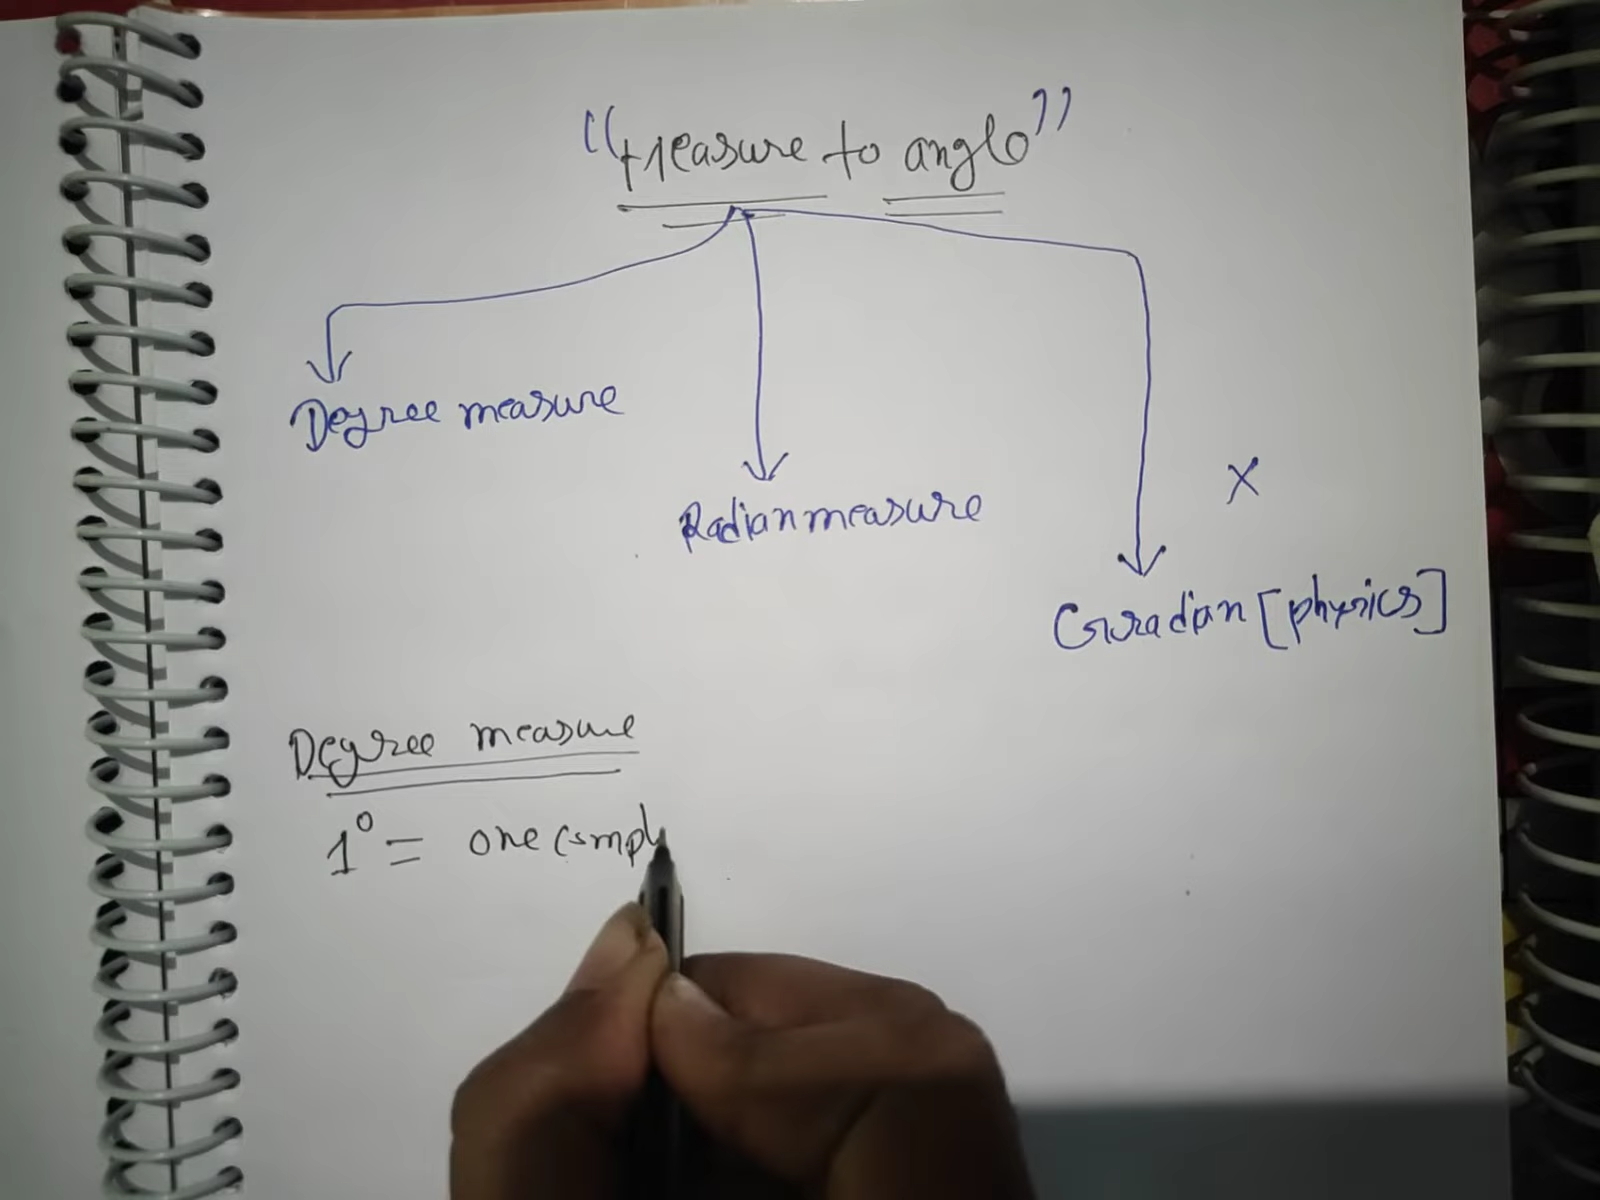 "Measure to angle"
Degree measure
Radian measure
X
Gradian [physics]
Degree measure
1° = one compl